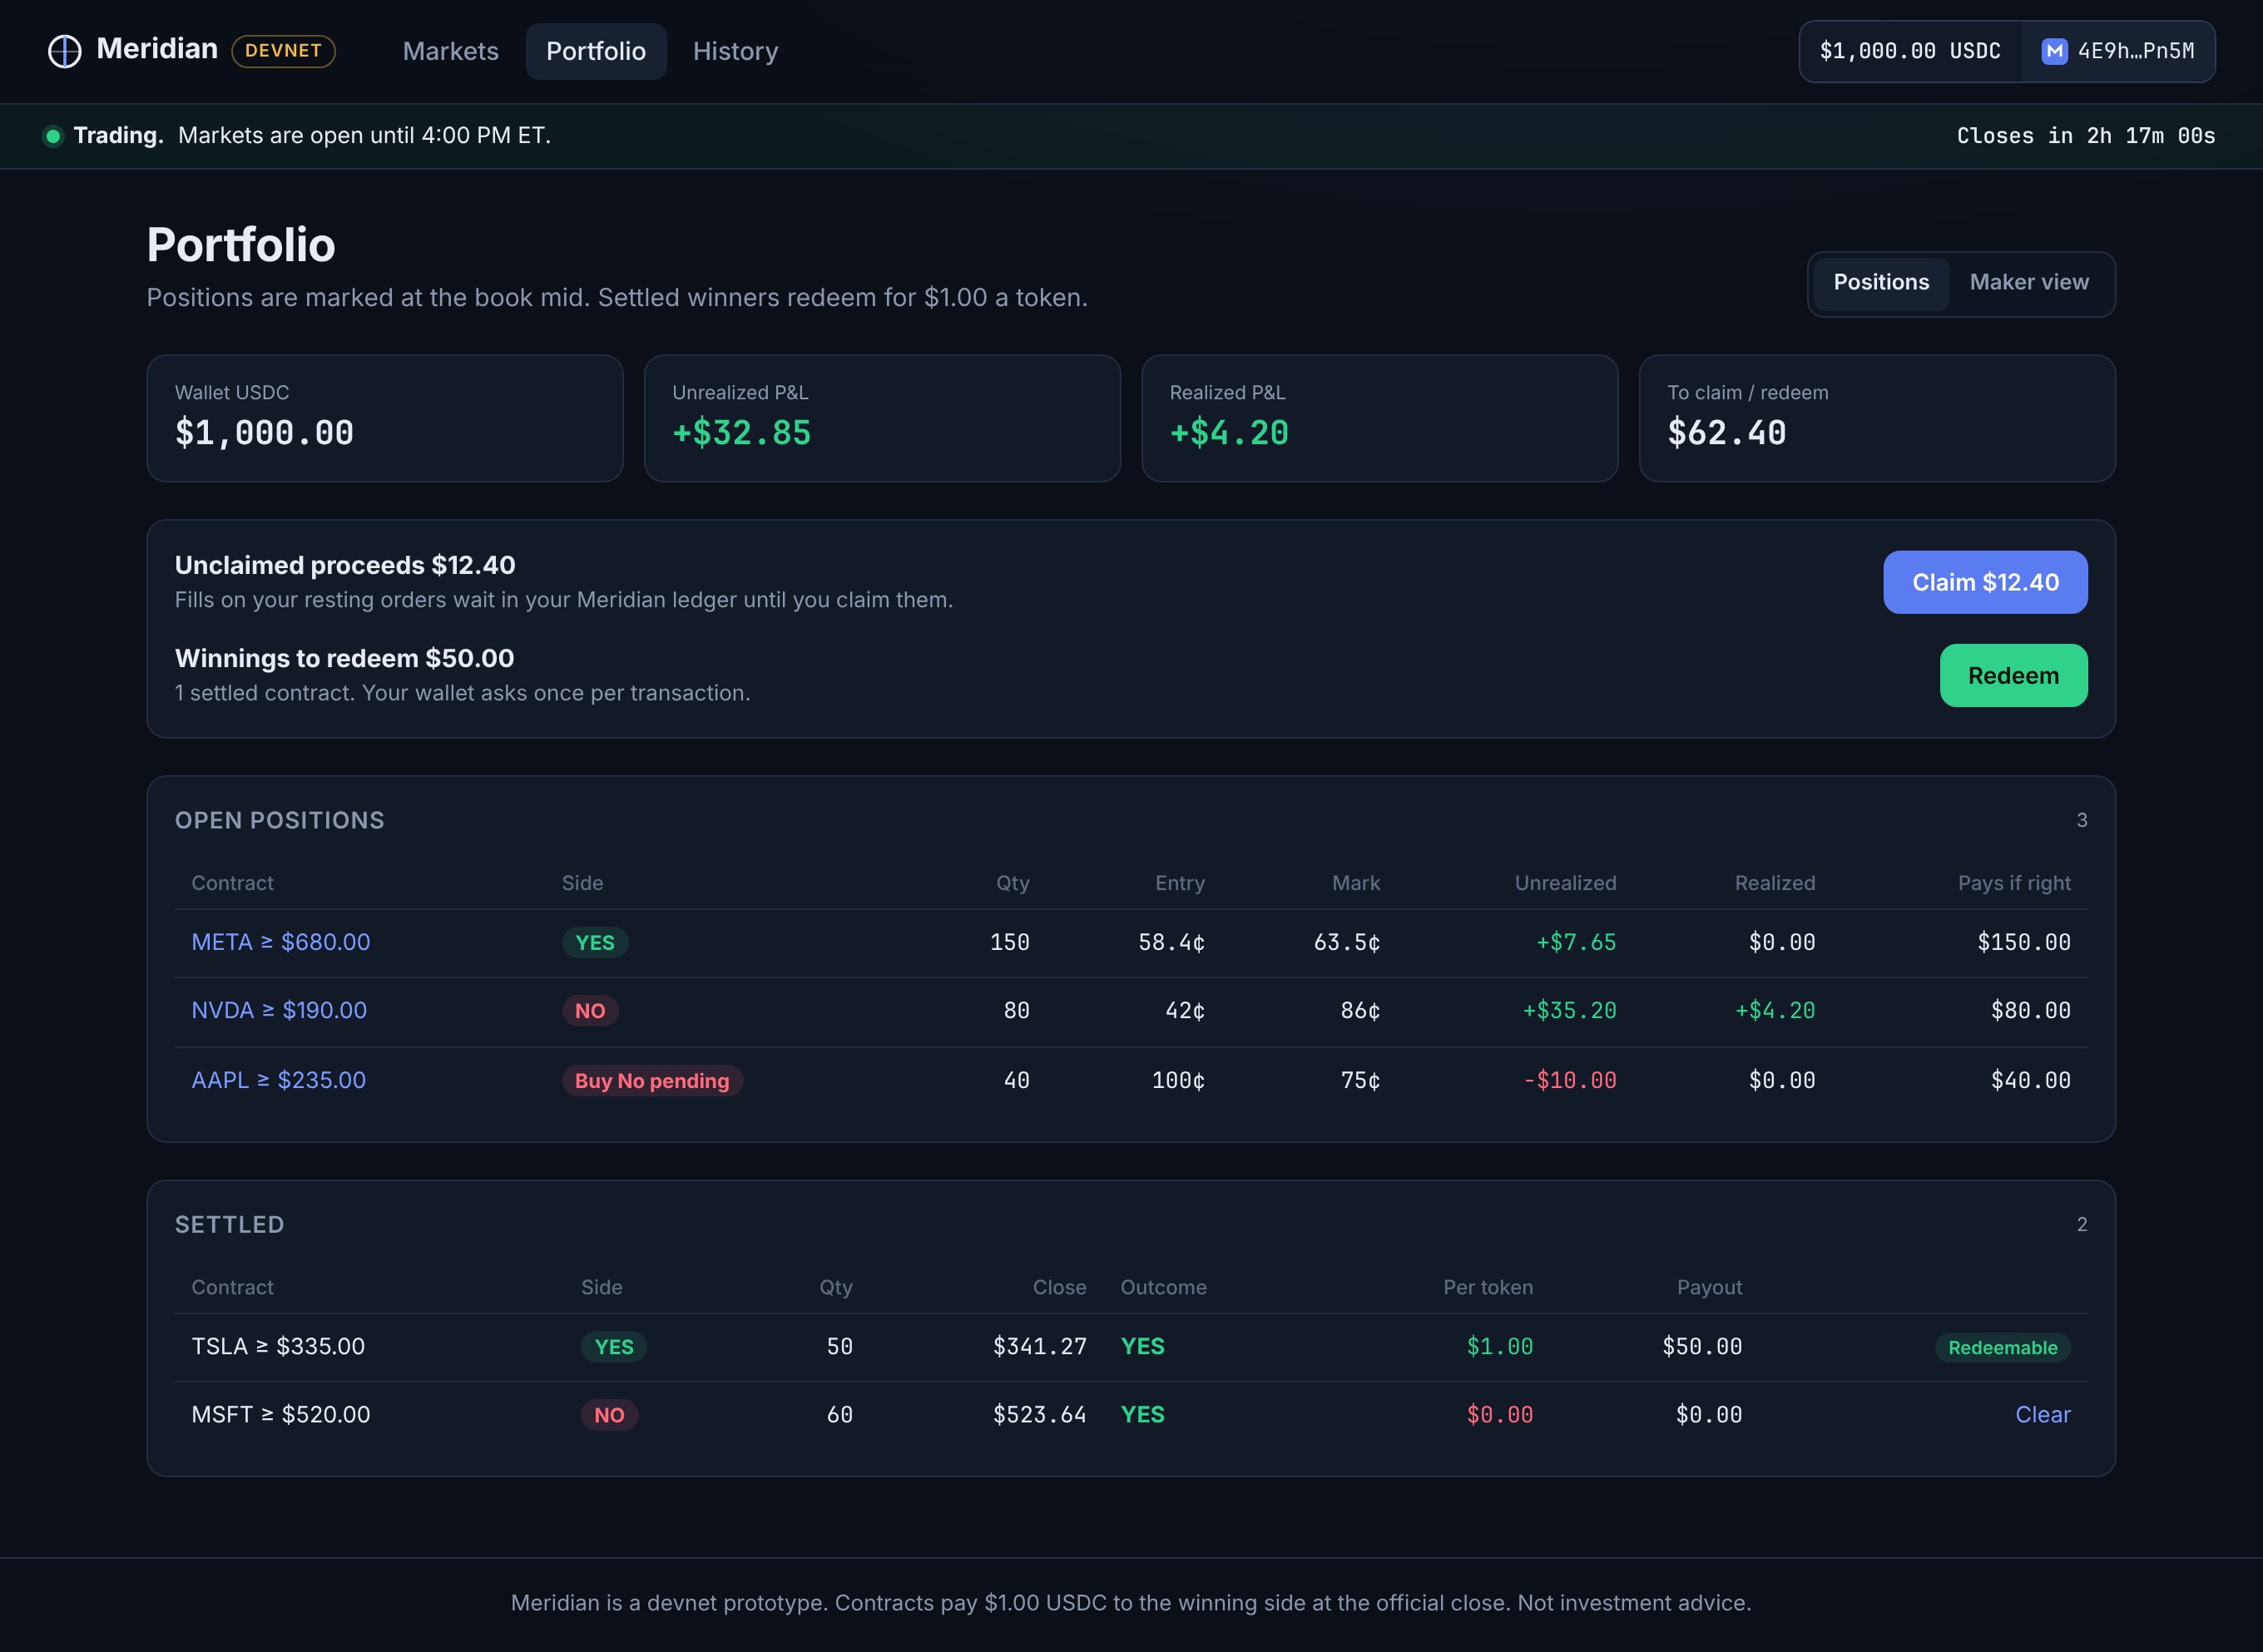 Meridian DEVNET Markets Portfolio History $1,000.00 USDC 4E9h…Pn5M
Trading. Markets are open until 4:00 PM ET. Closes in 2h 17m 00s
Portfolio
Positions are marked at the book mid. Settled winners redeem for $1.00 a token.
Positions Maker view
Wallet USDC Unrealized P&L Realized P&L To claim / redeem
$1,000.00 +$32.85 +$4.20 $62.40
Unclaimed proceeds $12.40
Fills on your resting orders wait in your Meridian ledger until you claim them.
Claim $12.40
Winnings to redeem $50.00
1 settled contract. Your wallet asks once per transaction.
Redeem
OPEN POSITIONS 3
Contract Side Qty Entry Mark Unrealized Realized Pays if right
META ≥ $680.00 YES 150 58.4¢ 63.5¢ +$7.65 $0.00 $150.00
NVDA ≥ $190.00 NO 80 42¢ 86¢ +$35.20 +$4.20 $80.00
AAPL ≥ $235.00 Buy No pending 40 100¢ 75¢ -$10.00 $0.00 $40.00
SETTLED 2
Contract Side Qty Close Outcome Per token Payout
TSLA ≥ $335.00 YES 50 $341.27 YES $1.00 $50.00 Redeemable
MSFT ≥ $520.00 NO 60 $523.64 YES $0.00 $0.00 Clear
Meridian is a devnet prototype. Contracts pay $1.00 USDC to the winning side at the official close. Not investment advice.